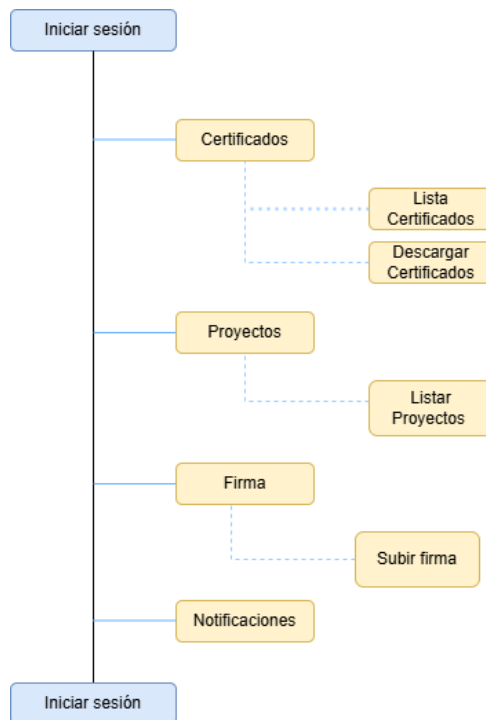 Iniciar sesión
Certificados
Lista
Certificados
Descargar
Certificados
Proyectos
Listar
Proyectos
Firma
Subir firma
Notificaciones
Iniciar sesión